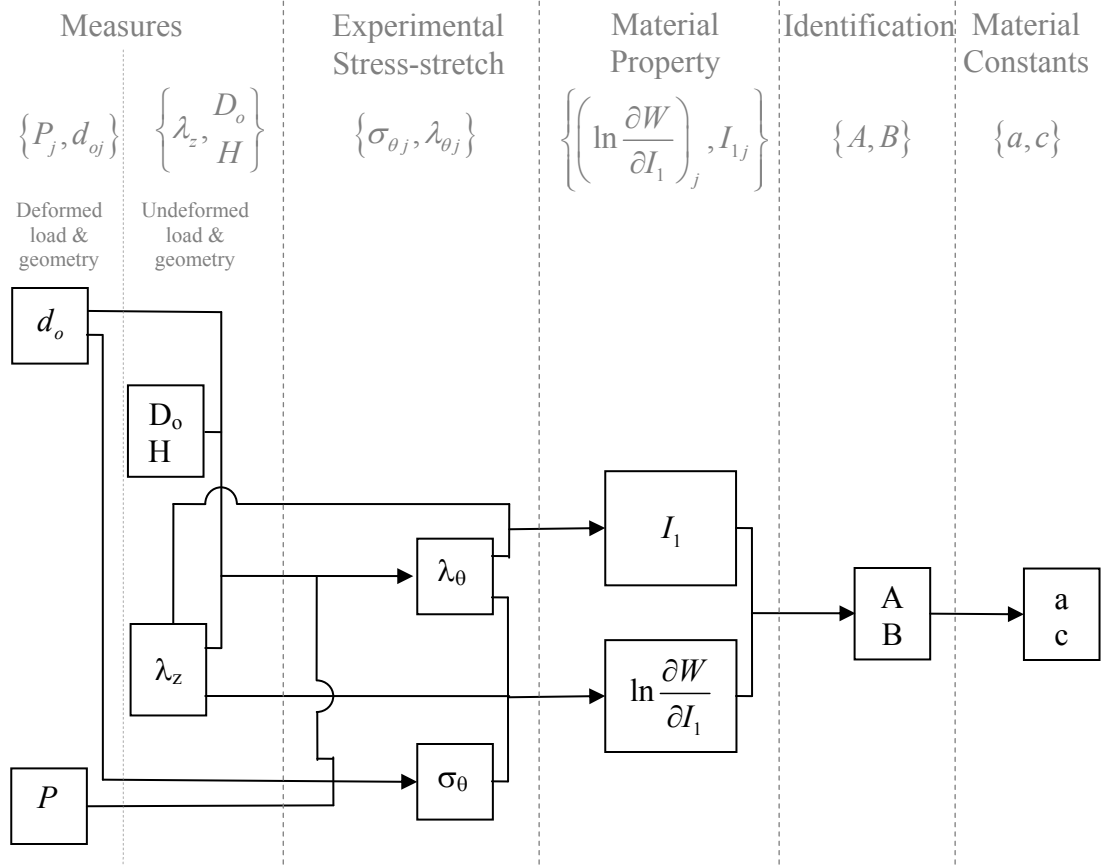 Measures
Experimental
Stress-stretch
Material
Property
Identification
Material
Constants
{P_j, d_oj}
{λ_z, D_o
H}
{σ_θj, λ_θj}
{(ln ∂W/∂I_1)_j, I_1j}
{A, B}
{a, c}
Deformed
load &
geometry
Undeformed
load &
geometry
d_o
D_o
H
I_1
λ_θ
A
B
a
c
λ_z
ln ∂W/∂I_1
σ_θ
P